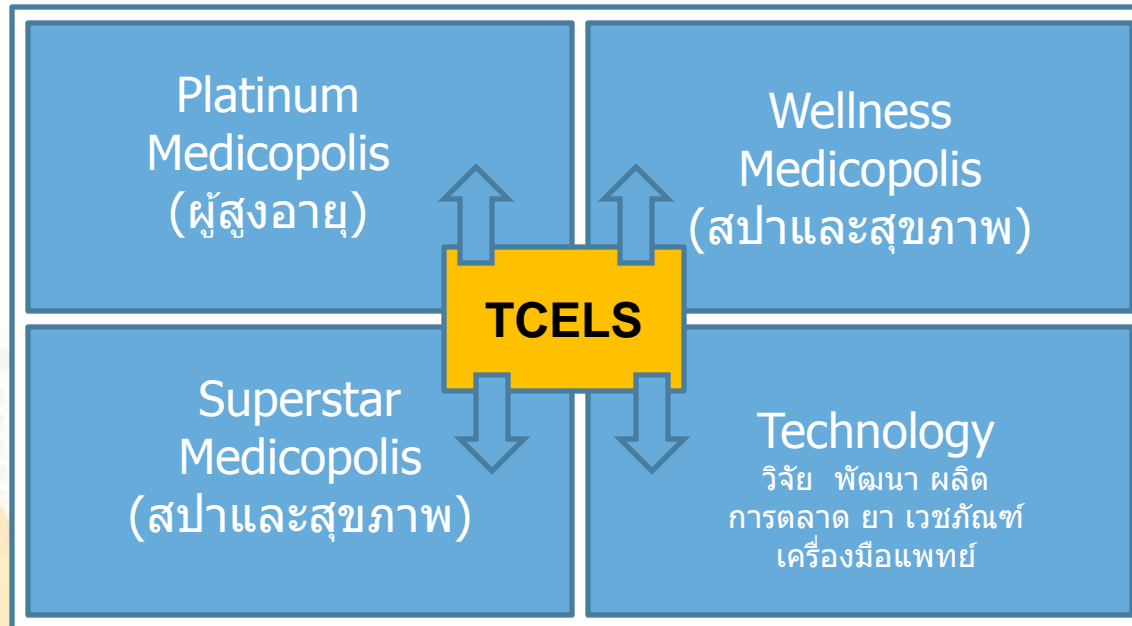 Platinum
Medicopolis
(ผู้สูงอายุ)
Wellness
Medicopolis
(สปาและสุขภาพ)
TCELS
Superstar
Medicopolis
(สปาและสุขภาพ)
Technology
วิจัย พัฒนา ผลิต
การตลาด ยา เวชภัณฑ์
เครื่องมือแพทย์